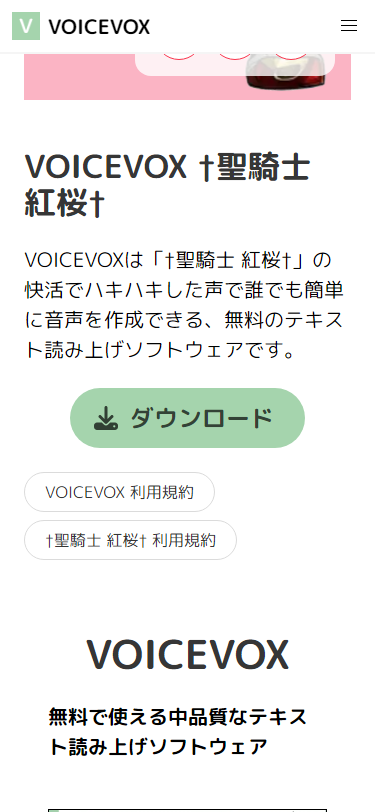 V VOICEVOX
VOICEVOX †聖騎士
紅桜†
VOICEVOXは「†聖騎士 紅桜†」の
快活でハキハキした声で誰でも簡単
に音声を作成できる、無料のテキス
ト読み上げソフトウェアです。
ダウンロード
VOICEVOX 利用規約
†聖騎士 紅桜† 利用規約
VOICEVOX
無料で使える中品質なテキス
ト読み上げソフトウェア